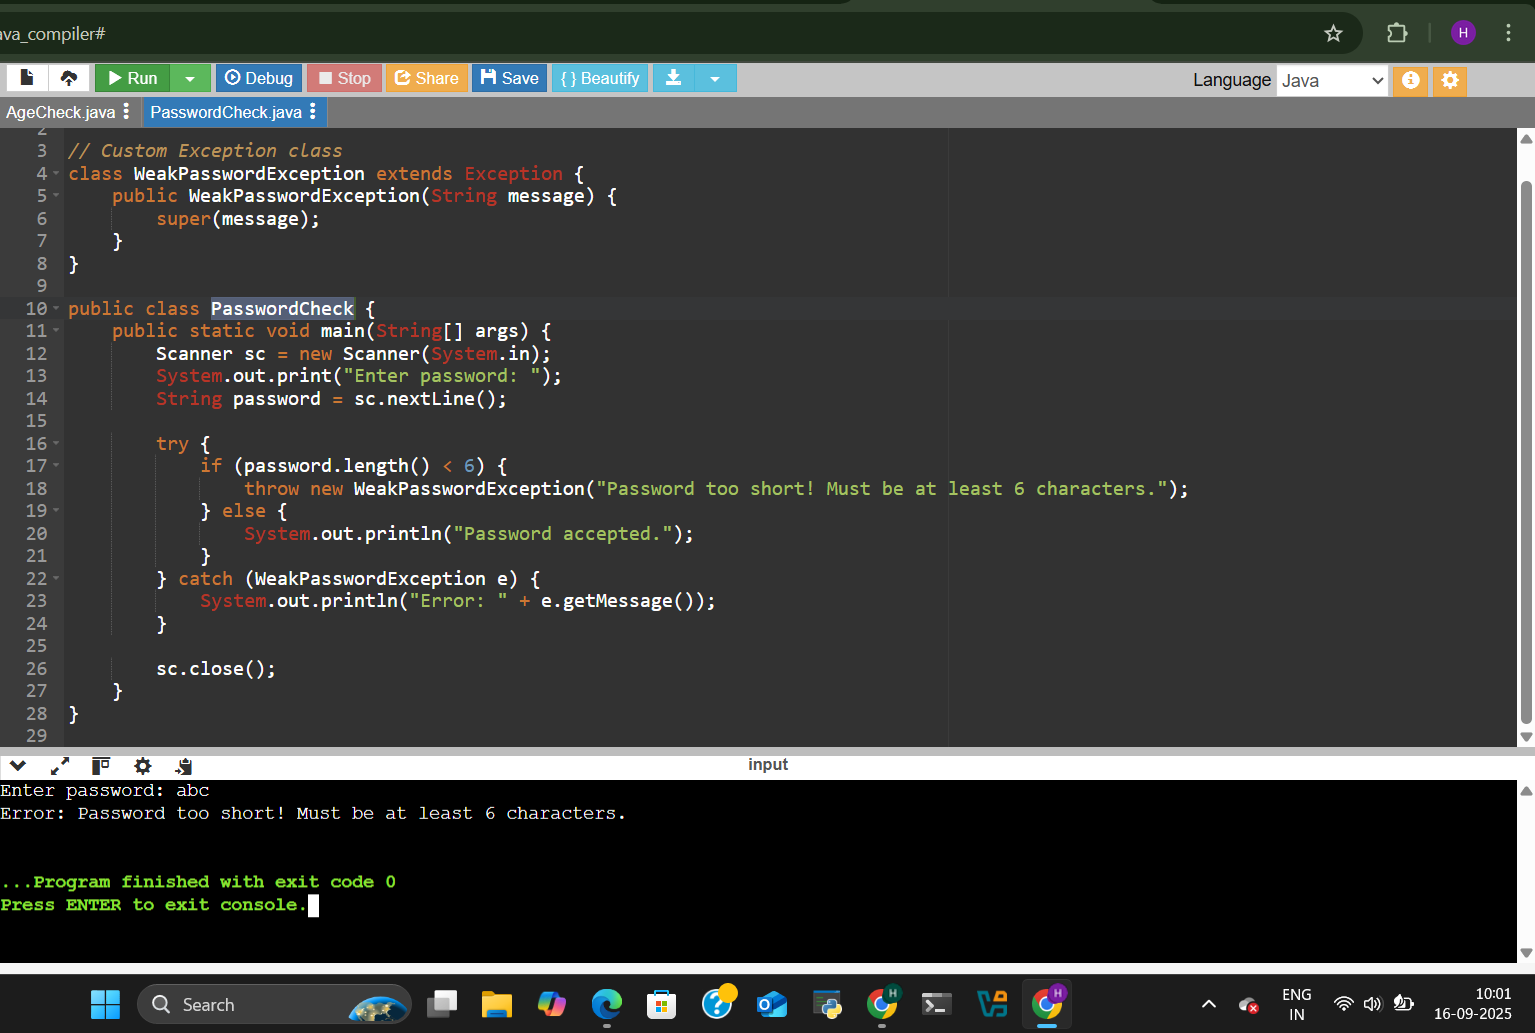 ava_compiler#
H
Run
Debug
Stop
Share
Save
{ } Beautify
Language
Java
AgeCheck.java
PasswordCheck.java
2
3 // Custom Exception class
4 class WeakPasswordException extends Exception {
5     public WeakPasswordException(String message) {
6         super(message);
7     }
8 }
9
10 public class PasswordCheck {
11     public static void main(String[] args) {
12         Scanner sc = new Scanner(System.in);
13         System.out.print("Enter password: ");
14         String password = sc.nextLine();
15
16         try {
17             if (password.length() < 6) {
18                 throw new WeakPasswordException("Password too short! Must be at least 6 characters.");
19             } else {
20                 System.out.println("Password accepted.");
21             }
22         } catch (WeakPasswordException e) {
23             System.out.println("Error: " + e.getMessage());
24         }
25
26         sc.close();
27     }
28 }
29
input
Enter password: abc
Error: Password too short! Must be at least 6 characters.
...Program finished with exit code 0
Press ENTER to exit console.
Search
H
H
ENG
IN
10:01
16-09-2025